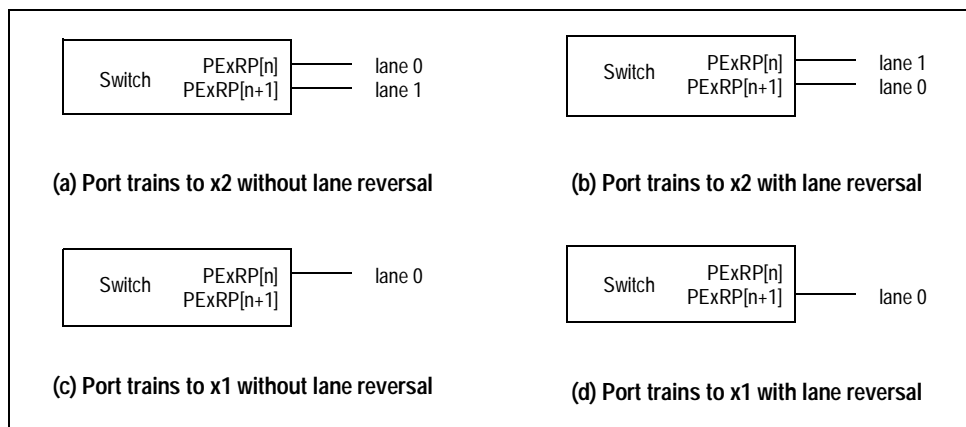 Switch PExRP[n] lane 0
PExRP[n+1] lane 1
(a) Port trains to x2 without lane reversal
Switch PExRP[n] lane 1
PExRP[n+1] lane 0
(b) Port trains to x2 with lane reversal
Switch PExRP[n] lane 0
PExRP[n+1]
(c) Port trains to x1 without lane reversal
Switch PExRP[n]
PExRP[n+1] lane 0
(d) Port trains to x1 with lane reversal